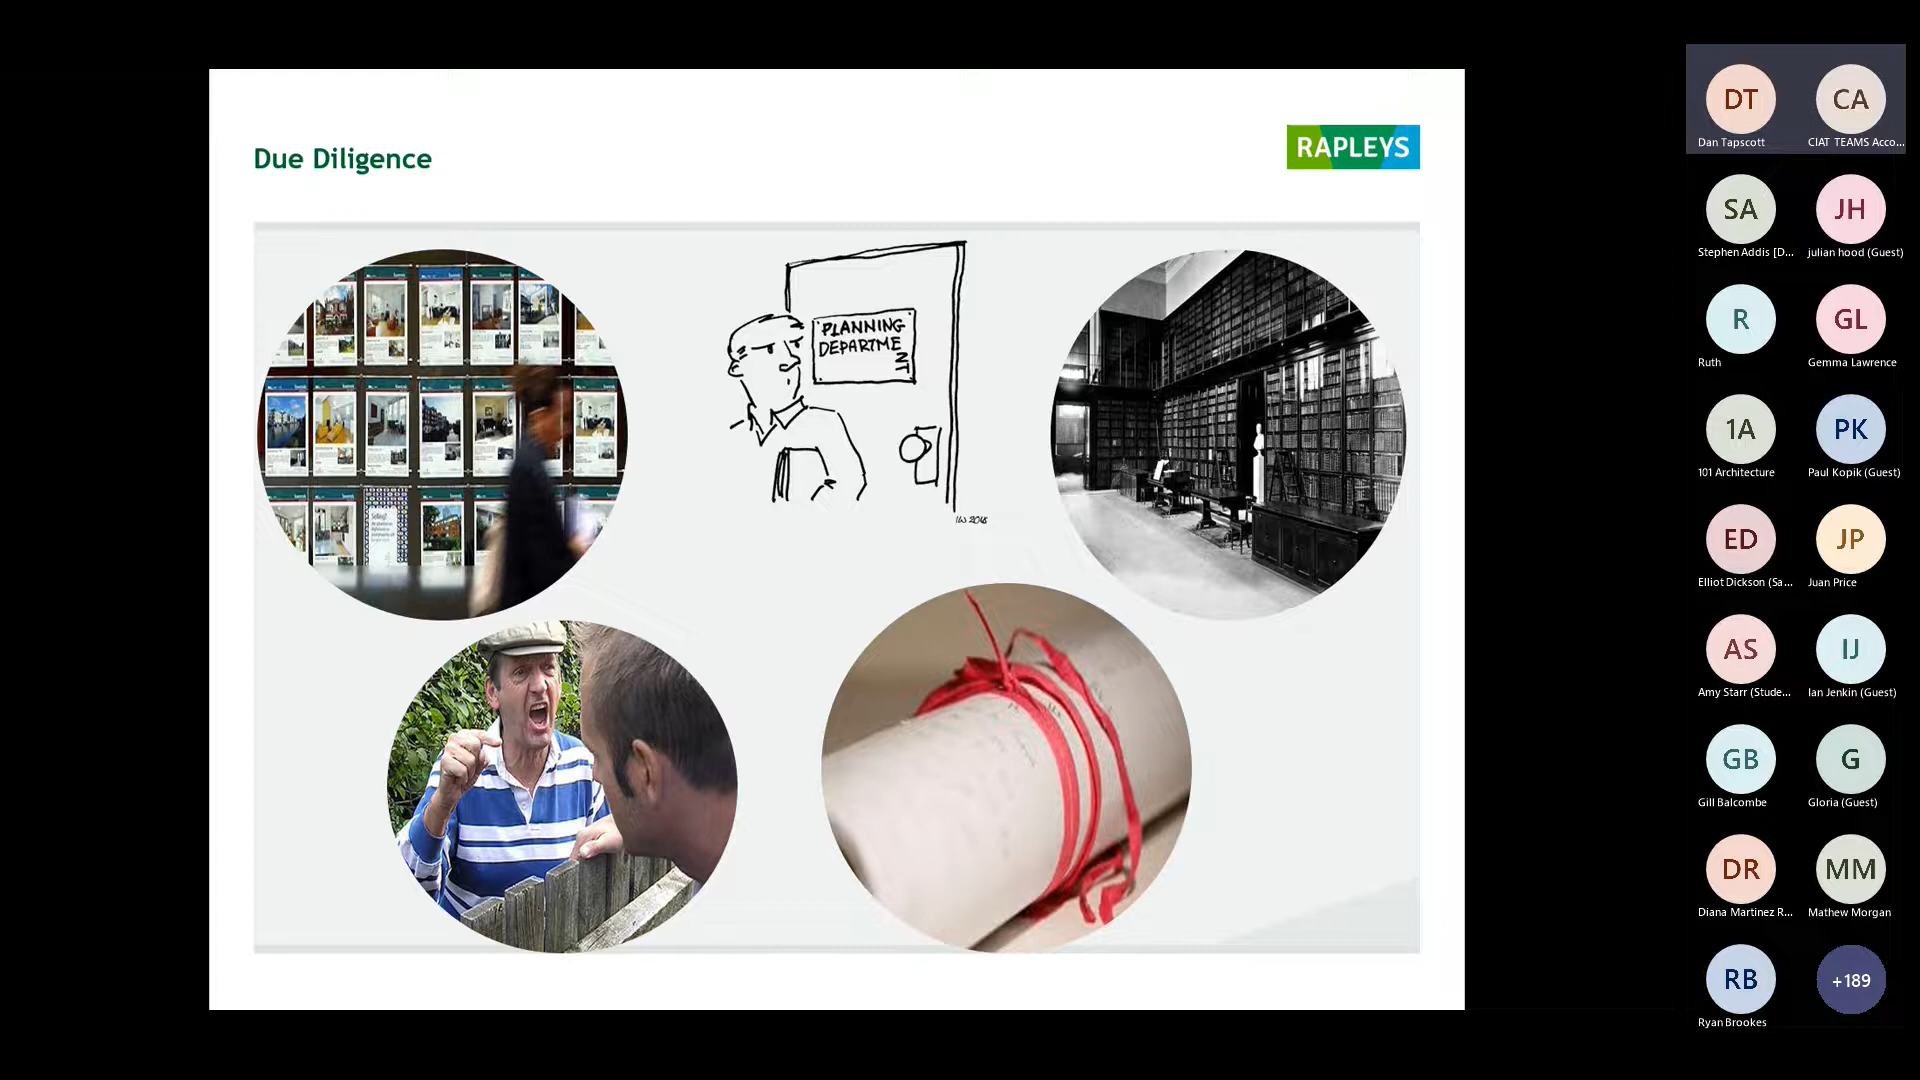 Due Diligence
RAPLEYS
PLANNING
DEPARTMENT
Selling?
DT
Dan Tapscott
CA
CIAT TEAMS Acco...
SA
Stephen Addis [D...
JH
julian hood (Guest)
R
Ruth
GL
Gemma Lawrence
1A
101 Architecture
PK
Paul Kopik (Guest)
ED
Elliot Dickson (Sa...
JP
Juan Price
AS
Amy Starr (Stude...
IJ
Ian Jenkin (Guest)
GB
Gill Balcombe
G
Gloria (Guest)
DR
Diana Martinez R...
MM
Mathew Morgan
RB
Ryan Brookes
+189